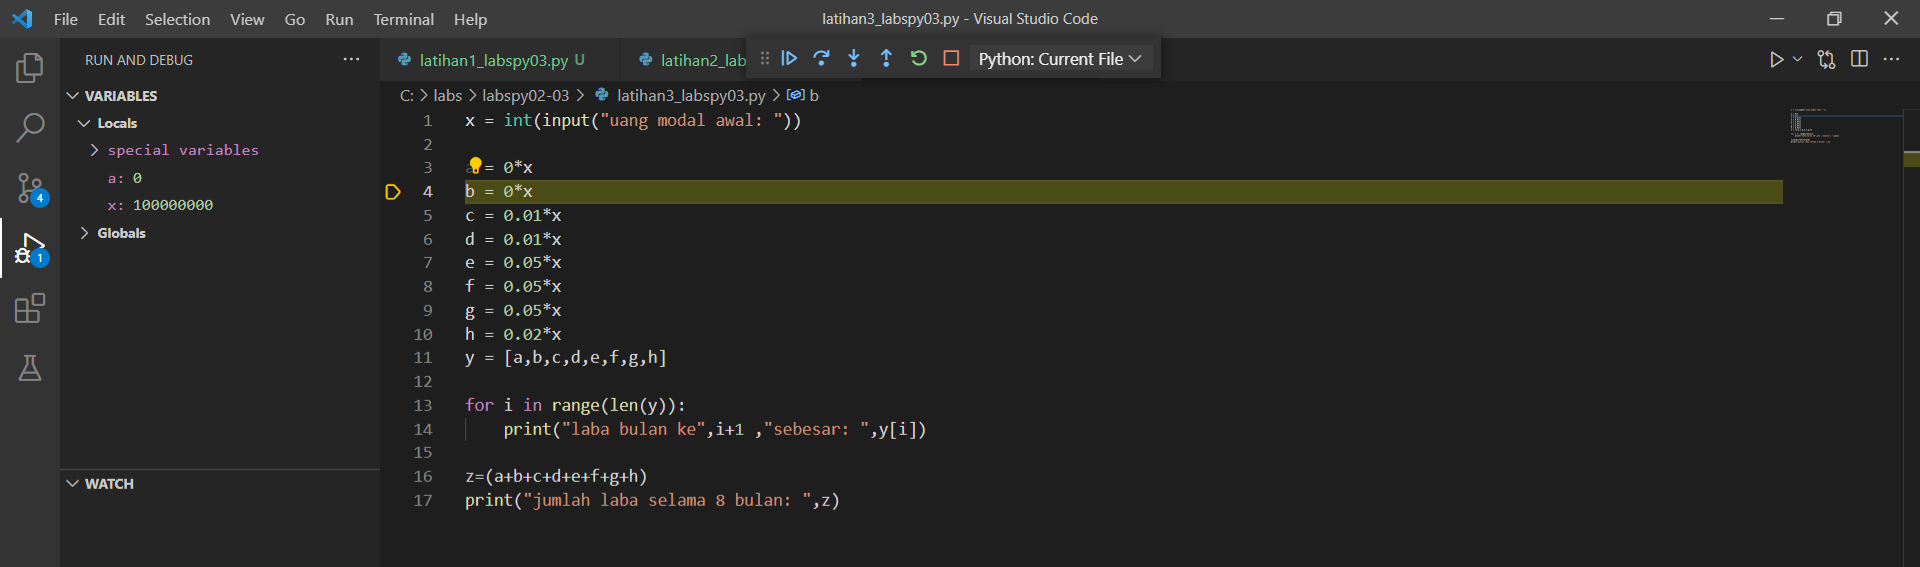 File Edit Selection View Go Run Terminal Help
latihan3_labspy03.py - Visual Studio Code
RUN AND DEBUG
latihan1_labspy03.py U
latihan2_lab
Python: Current File
VARIABLES
Locals
special variables
a: 0
x: 100000000
Globals
4
1
WATCH
C: > labs > labspy02-03 > latihan3_labspy03.py > b
1 x = int(input("uang modal awal: "))
2
3 a = 0*x
4 b = 0*x
5 c = 0.01*x
6 d = 0.01*x
7 e = 0.05*x
8 f = 0.05*x
9 g = 0.05*x
10 h = 0.02*x
11 y = [a,b,c,d,e,f,g,h]
12
13 for i in range(len(y)):
14     print("laba bulan ke",i+1 ,"sebesar: ",y[i])
15
16 z=(a+b+c+d+e+f+g+h)
17 print("jumlah laba selama 8 bulan: ",z)